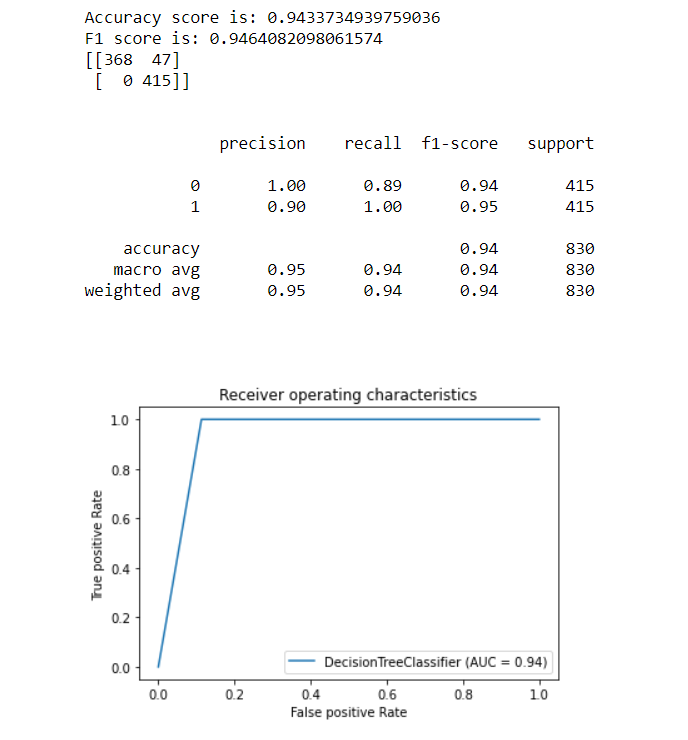 Accuracy score is: 0.9433734939759036
F1 score is: 0.9464082098061574
[[368  47]
 [  0 415]]
precision    recall  f1-score   support
0       1.00      0.89      0.94       415
1       0.90      1.00      0.95       415
accuracy                           0.94       830
macro avg       0.95      0.94      0.94       830
weighted avg       0.95      0.94      0.94       830
Receiver operating characteristics
1.0
0.8
0.6
0.4
0.2
0.0
True positive Rate
DecisionTreeClassifier (AUC = 0.94)
0.0 0.2 0.4 0.6 0.8 1.0
False positive Rate